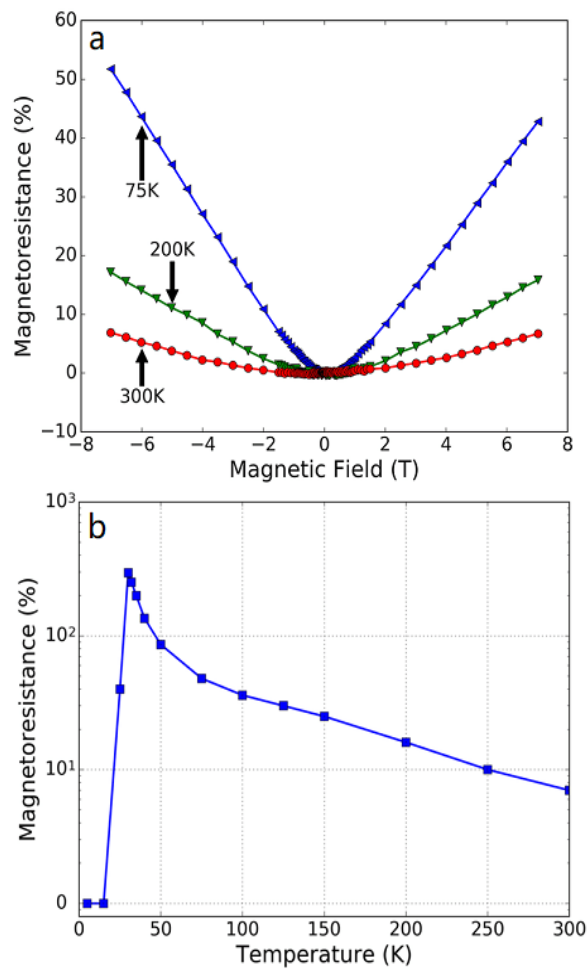 a
60
50
40
30
20
10
0
−10
Magnetoresistance (%)
75K
200K
300K
−8 −6 −4 −2 0 2 4 6 8
Magnetic Field (T)
b
10³
10²
10¹
0
Magnetoresistance (%)
0 50 100 150 200 250 300
Temperature (K)